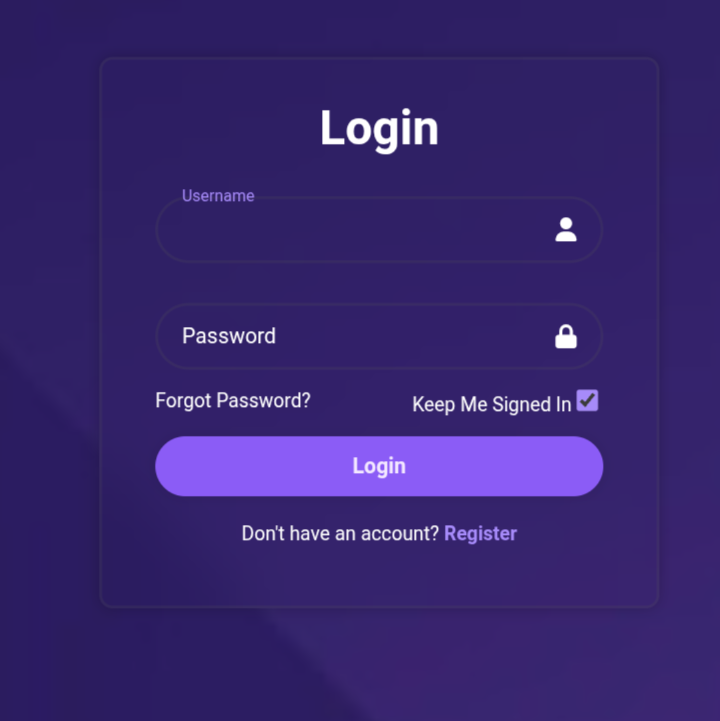 Login
Username
Password
Forgot Password? Keep Me Signed In
Login
Don't have an account? Register